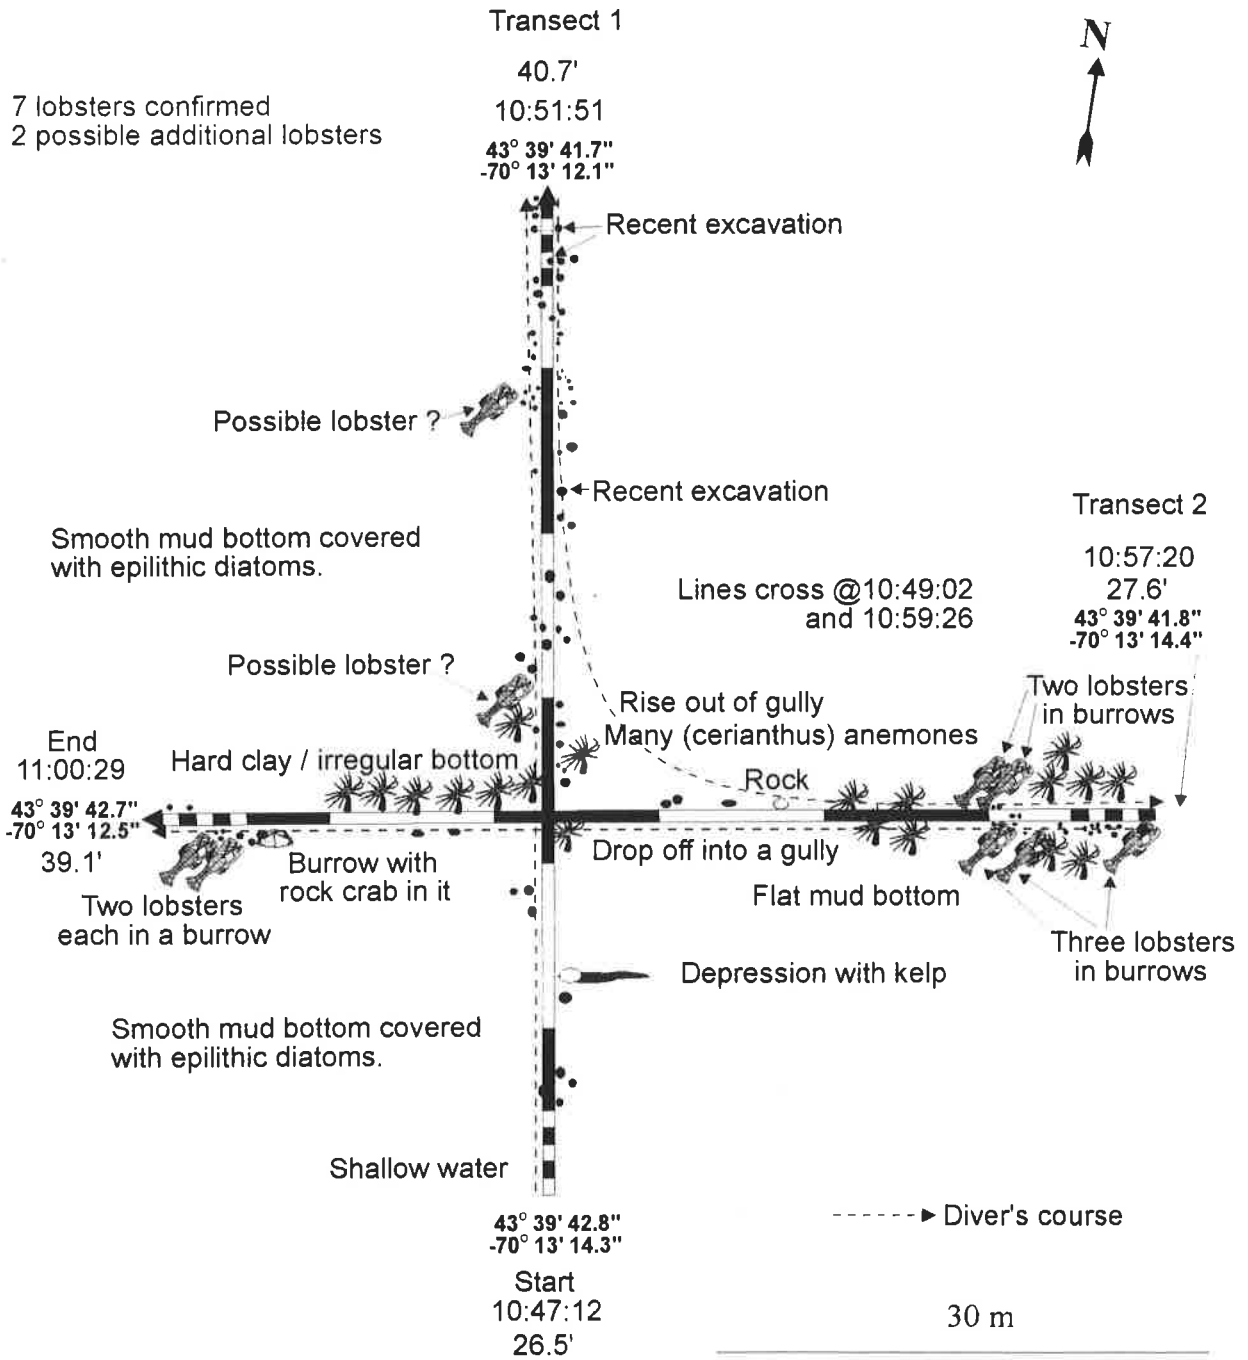 Transect 1
40.7'
10:51:51
43° 39' 41.7"
-70° 13' 12.1"
N
7 lobsters confirmed
2 possible additional lobsters
Recent excavation
Possible lobster ?
Recent excavation
Transect 2
10:57:20
27.6'
43° 39' 41.8"
-70° 13' 14.4"
Smooth mud bottom covered
with epilithic diatoms.
Lines cross @10:49:02
and 10:59:26
Possible lobster ?
Two lobsters
in burrows
Rise out of gully
Many (cerianthus) anemones
End
11:00:29
43° 39' 42.7"
-70° 13' 12.5"
39.1'
Hard clay / irregular bottom
Rock
Burrow with
rock crab in it
Drop off into a gully
Flat mud bottom
Two lobsters
each in a burrow
Three lobsters
in burrows
Depression with kelp
Smooth mud bottom covered
with epilithic diatoms.
Shallow water
43° 39' 42.8"
-70° 13' 14.3"
Start
10:47:12
26.5'
Diver's course
30 m